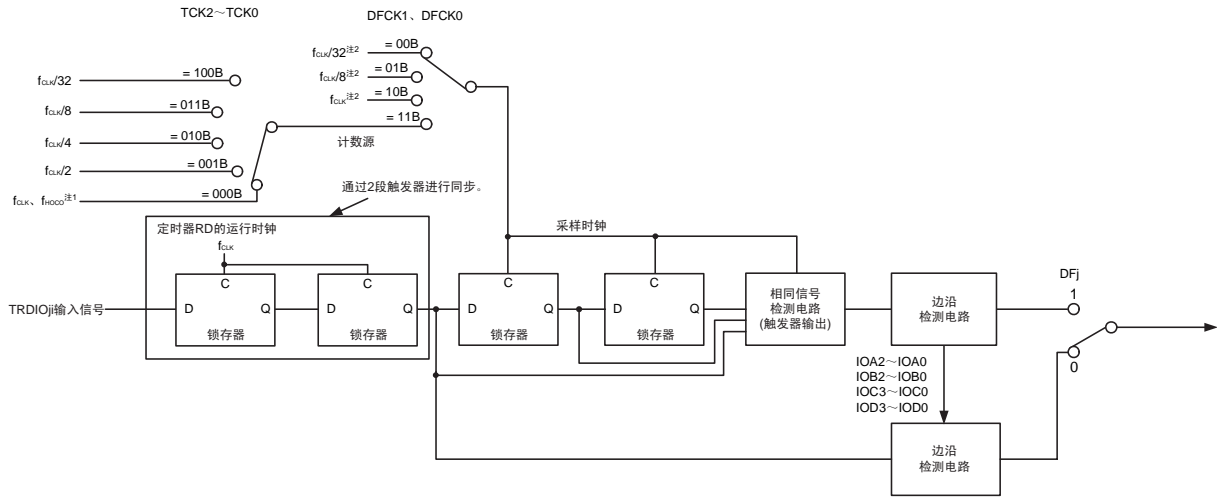 TCK2～TCK0
DFCK1、DFCK0
fCLK/32注2
= 00B
fCLK/8注2
= 01B
fCLK注2
= 10B
= 11B
计数源
fCLK/32
= 100B
fCLK/8
= 011B
fCLK/4
= 010B
fCLK/2
= 001B
fCLK、fHOCO注1
= 000B
通过2段触发器进行同步。
定时器RD的运行时钟
fCLK
采样时钟
TRDIOji输入信号
C
D
Q
锁存器
C
D
Q
锁存器
C
D
Q
锁存器
C
D
Q
锁存器
相同信号
检测电路
(触发器输出)
边沿
检测电路
DFj
1
0
IOA2～IOA0
IOB2～IOB0
IOC3～IOC0
IOD3～IOD0
边沿
检测电路